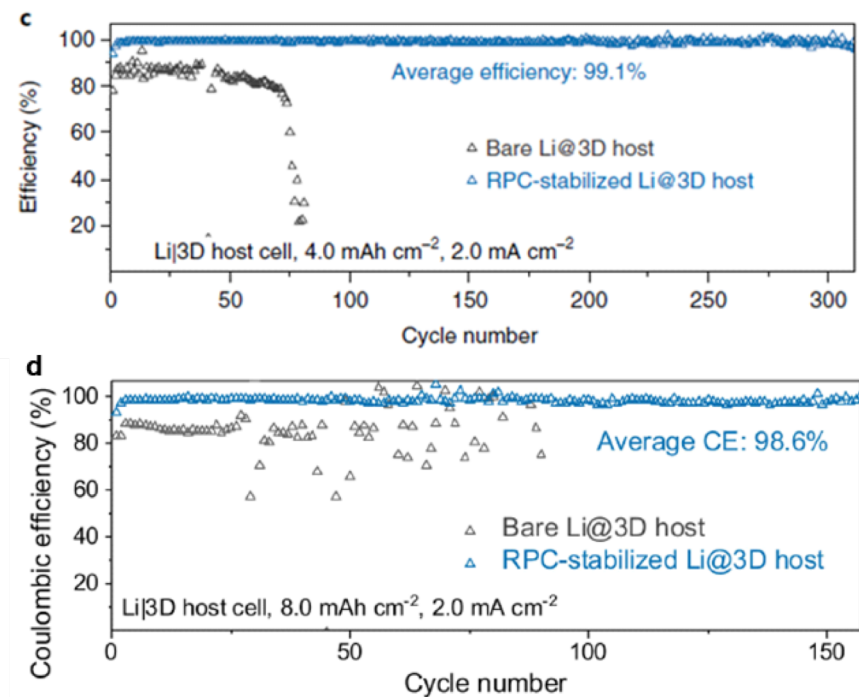 c
100
80
60
40
20
Efficiency (%)
Average efficiency: 99.1%
Bare Li@3D host
RPC-stabilized Li@3D host
Li|3D host cell, 4.0 mAh cm⁻², 2.0 mA cm⁻²
0 50 100 150 200 250 300
Cycle number
d
100
80
60
40
20
Coulombic efficiency (%)
Average CE: 98.6%
Bare Li@3D host
RPC-stabilized Li@3D host
Li|3D host cell, 8.0 mAh cm⁻², 2.0 mA cm⁻²
0 50 100 150
Cycle number